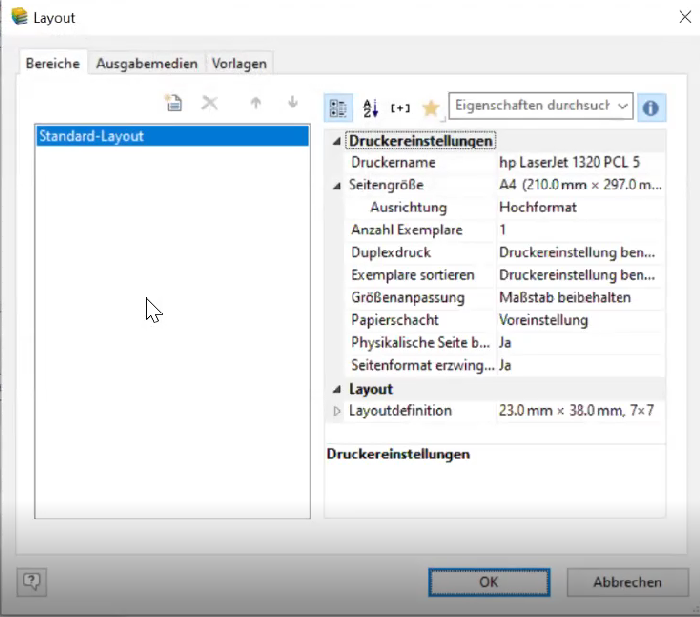 Layout
Bereiche Ausgabemedien Vorlagen
Eigenschaften durchsuch
Standard-Layout
Druckereinstellungen
Druckername hp LaserJet 1320 PCL 5
Seitengröße A4 (210.0 mm × 297.0 m...
Ausrichtung Hochformat
Anzahl Exemplare 1
Duplexdruck Druckereinstellung ben...
Exemplare sortieren Druckereinstellung ben...
Größenanpassung Maßstab beibehalten
Papierschacht Voreinstellung
Physikalische Seite b... Ja
Seitenformat erzwing... Ja
Layout
Layoutdefinition 23.0 mm × 38.0 mm, 7×7
Druckereinstellungen
OK Abbrechen